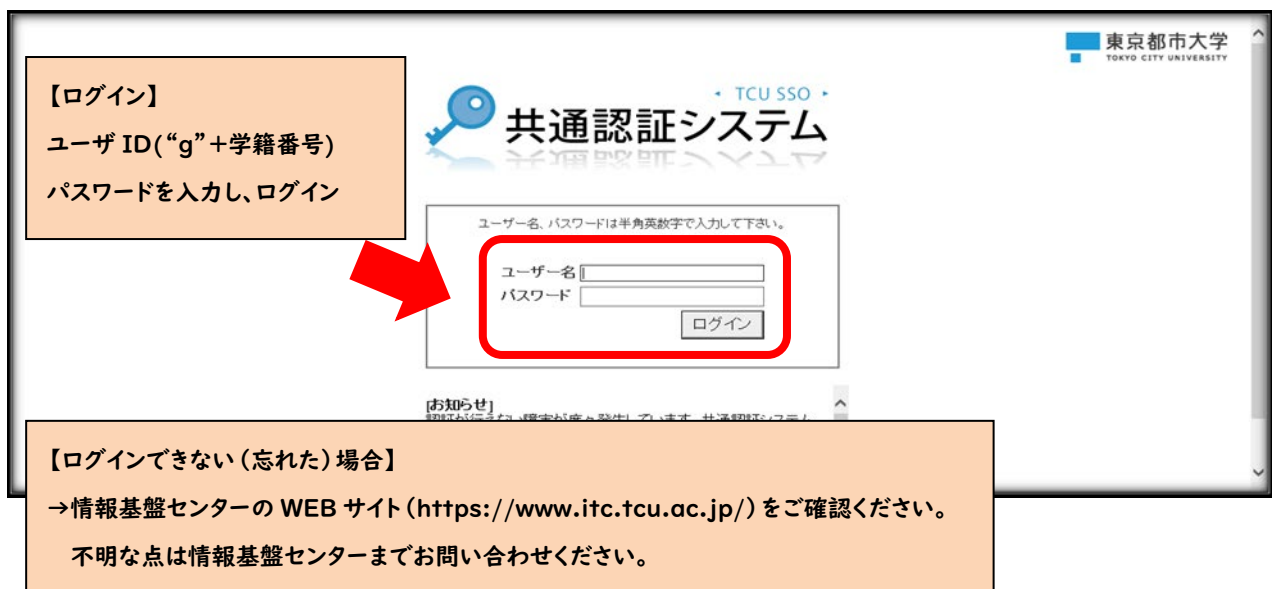 東京都市大学
TOKYO CITY UNIVERSITY
【ログイン】
ユーザ ID(“g”+学籍番号)
パスワードを入力し、ログイン
・ TCU SSO ・
共通認証システム
ユーザー名、パスワードは半角英数字で入力して下さい。
ユーザー名
パスワード
ログイン
[お知らせ]
【ログインできない(忘れた)場合】
→情報基盤センターの WEB サイト(https://www.itc.tcu.ac.jp/)をご確認ください。
不明な点は情報基盤センターまでお問い合わせください。